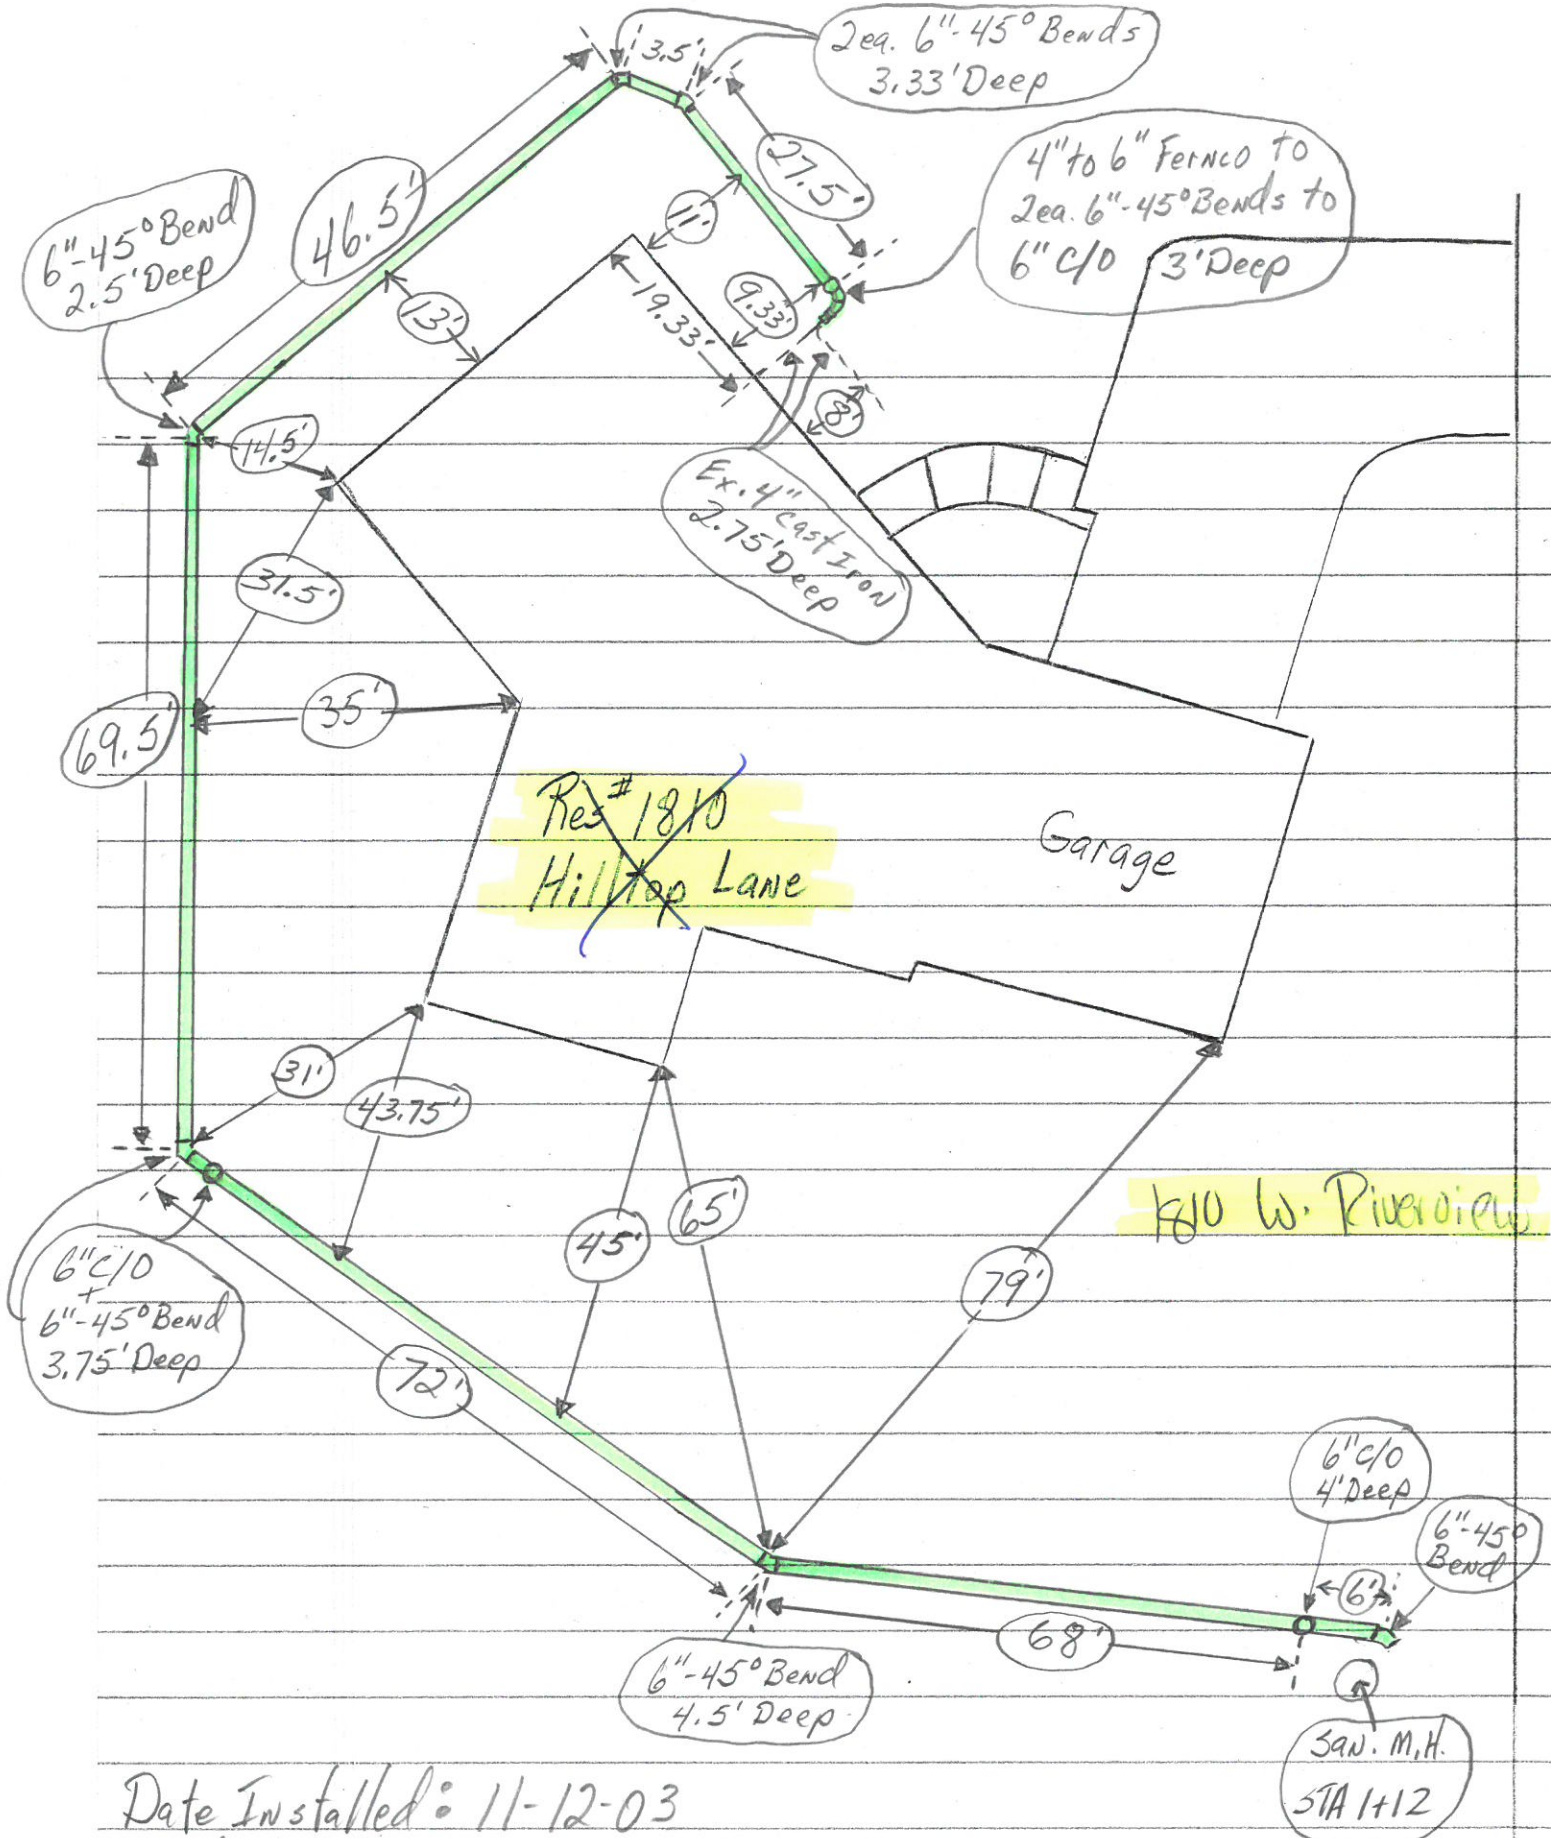 2ea. 6"-45° Bends
3.33' Deep
3.5'
27.5'
4" to 6" Fernco to
2ea. 6"-45° Bends to
6" C/O 3' Deep
46.5'
6"-45° Bend
2.5' Deep
11'
13'
9.33'
19.33'
8'
14.5'
Ex. 4"
Cast Iron
2.75' Deep
31.5'
35'
69.5'
Res # 1810
Hilltop Lane
Garage
31'
43.75'
45'
65'
79'
1810 W. Riverview
6" C/O
+
6"-45° Bend
3.75' Deep
72'
6" C/O
4' Deep
6"-45°
Bend
6'
68'
6"-45° Bend
4.5' Deep
San. M.H.
STA 1+12
Date Installed: 11-12-03